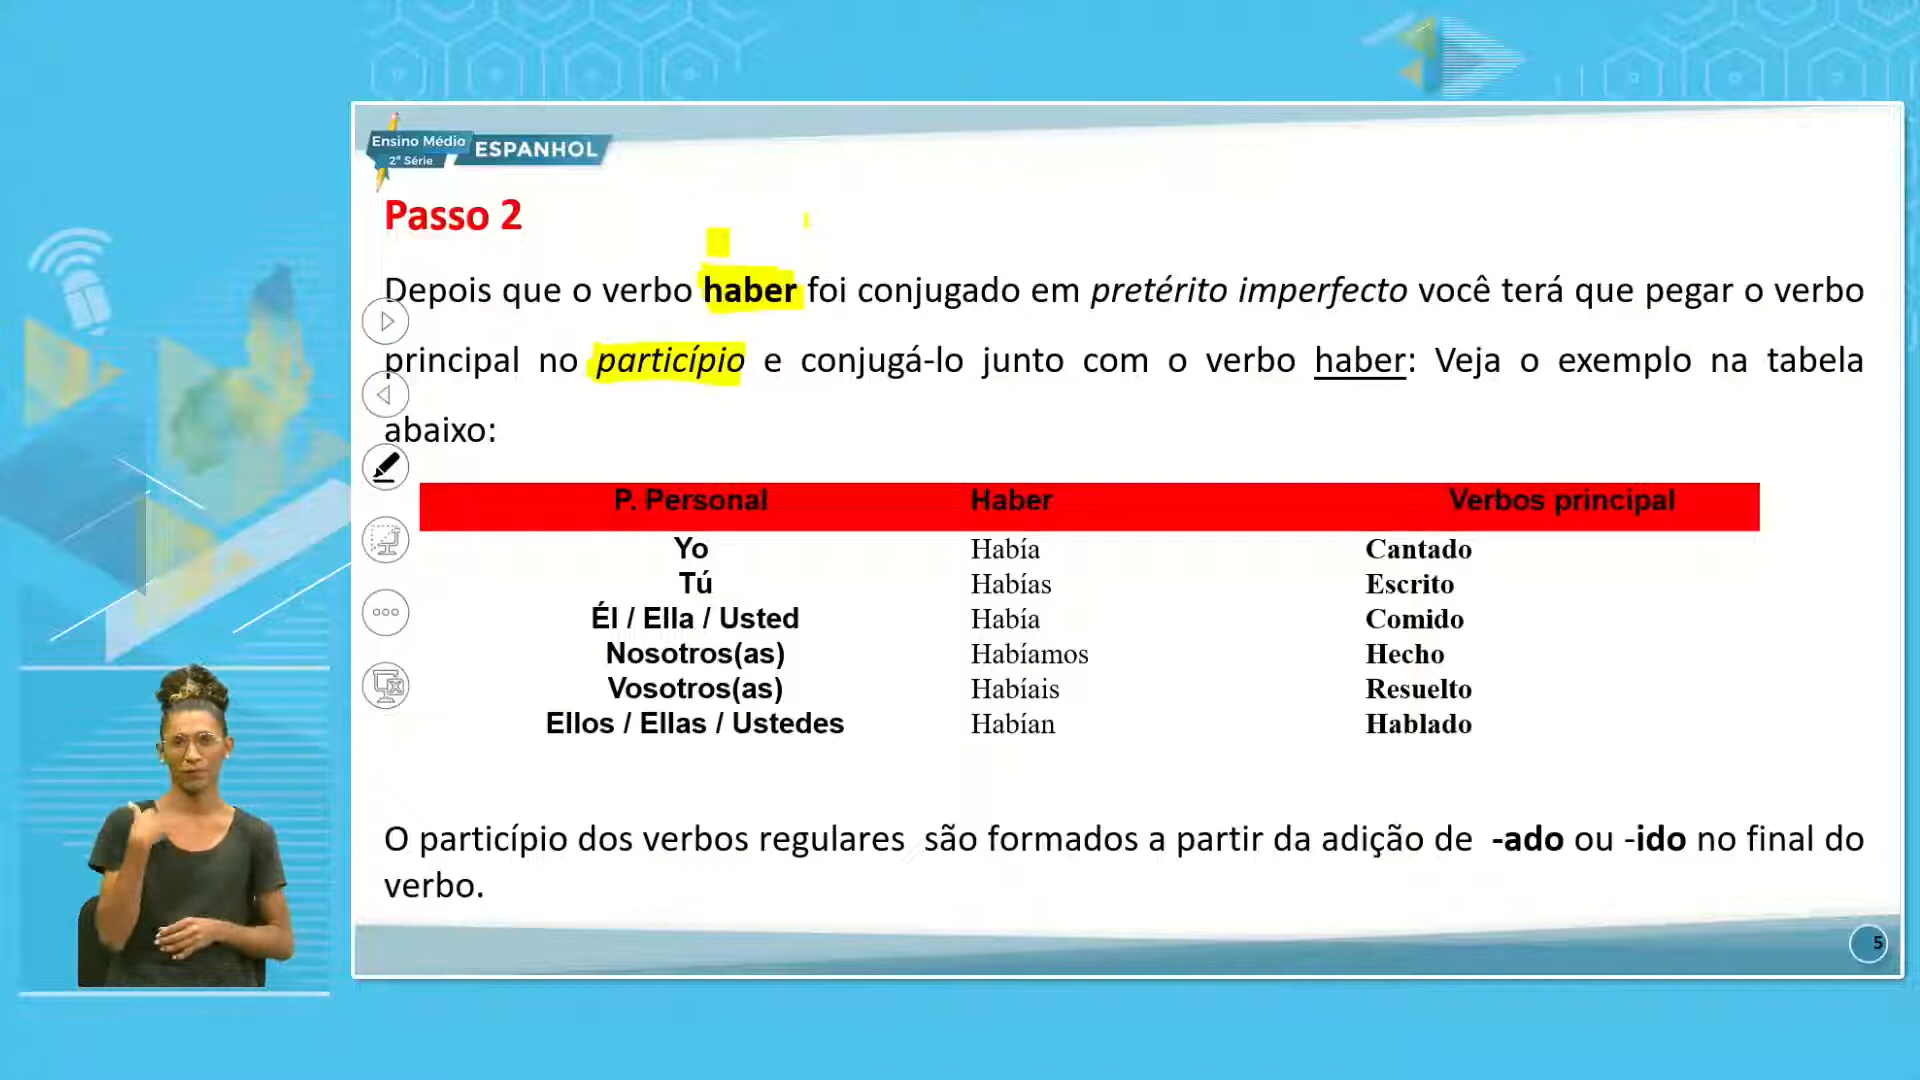 Ensino Médio
2ª Série
ESPANHOL
Passo 2
Depois que o verbo haber foi conjugado em pretérito imperfecto você terá que pegar o verbo
principal no particípio e conjugá-lo junto com o verbo haber: Veja o exemplo na tabela
abaixo:
P. Personal Haber Verbos principal
Yo Había Cantado
Tú Habías Escrito
Él / Ella / Usted Había Comido
Nosotros(as) Habíamos Hecho
Vosotros(as) Habíais Resuelto
Ellos / Ellas / Ustedes Habían Hablado
O particípio dos verbos regulares são formados a partir da adição de -ado ou -ido no final do
verbo.
5